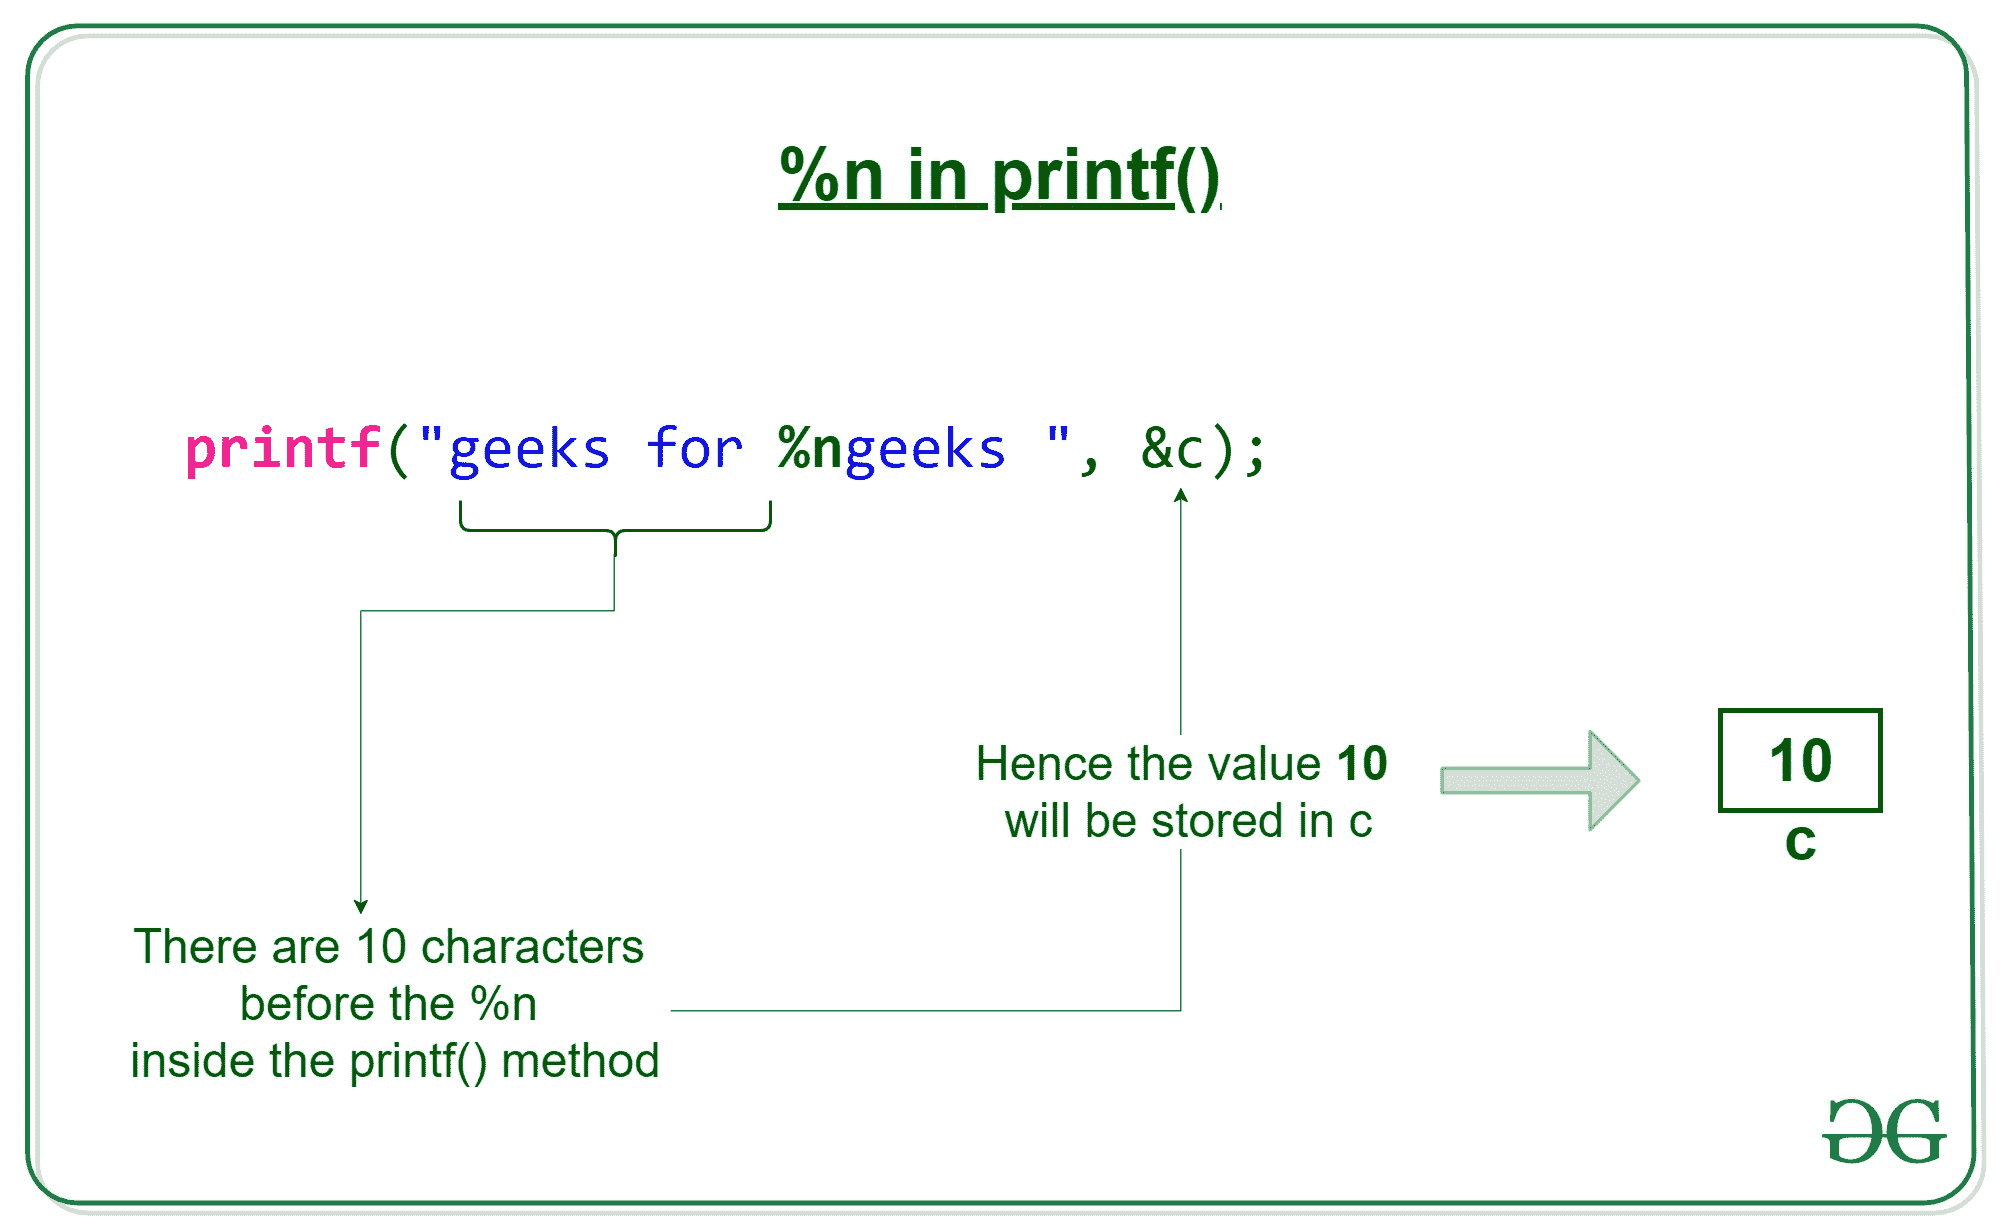 %n in printf()
printf("geeks for %ngeeks ", &c);
Hence the value 10
will be stored in c
10
c
There are 10 characters
before the %n
inside the printf() method